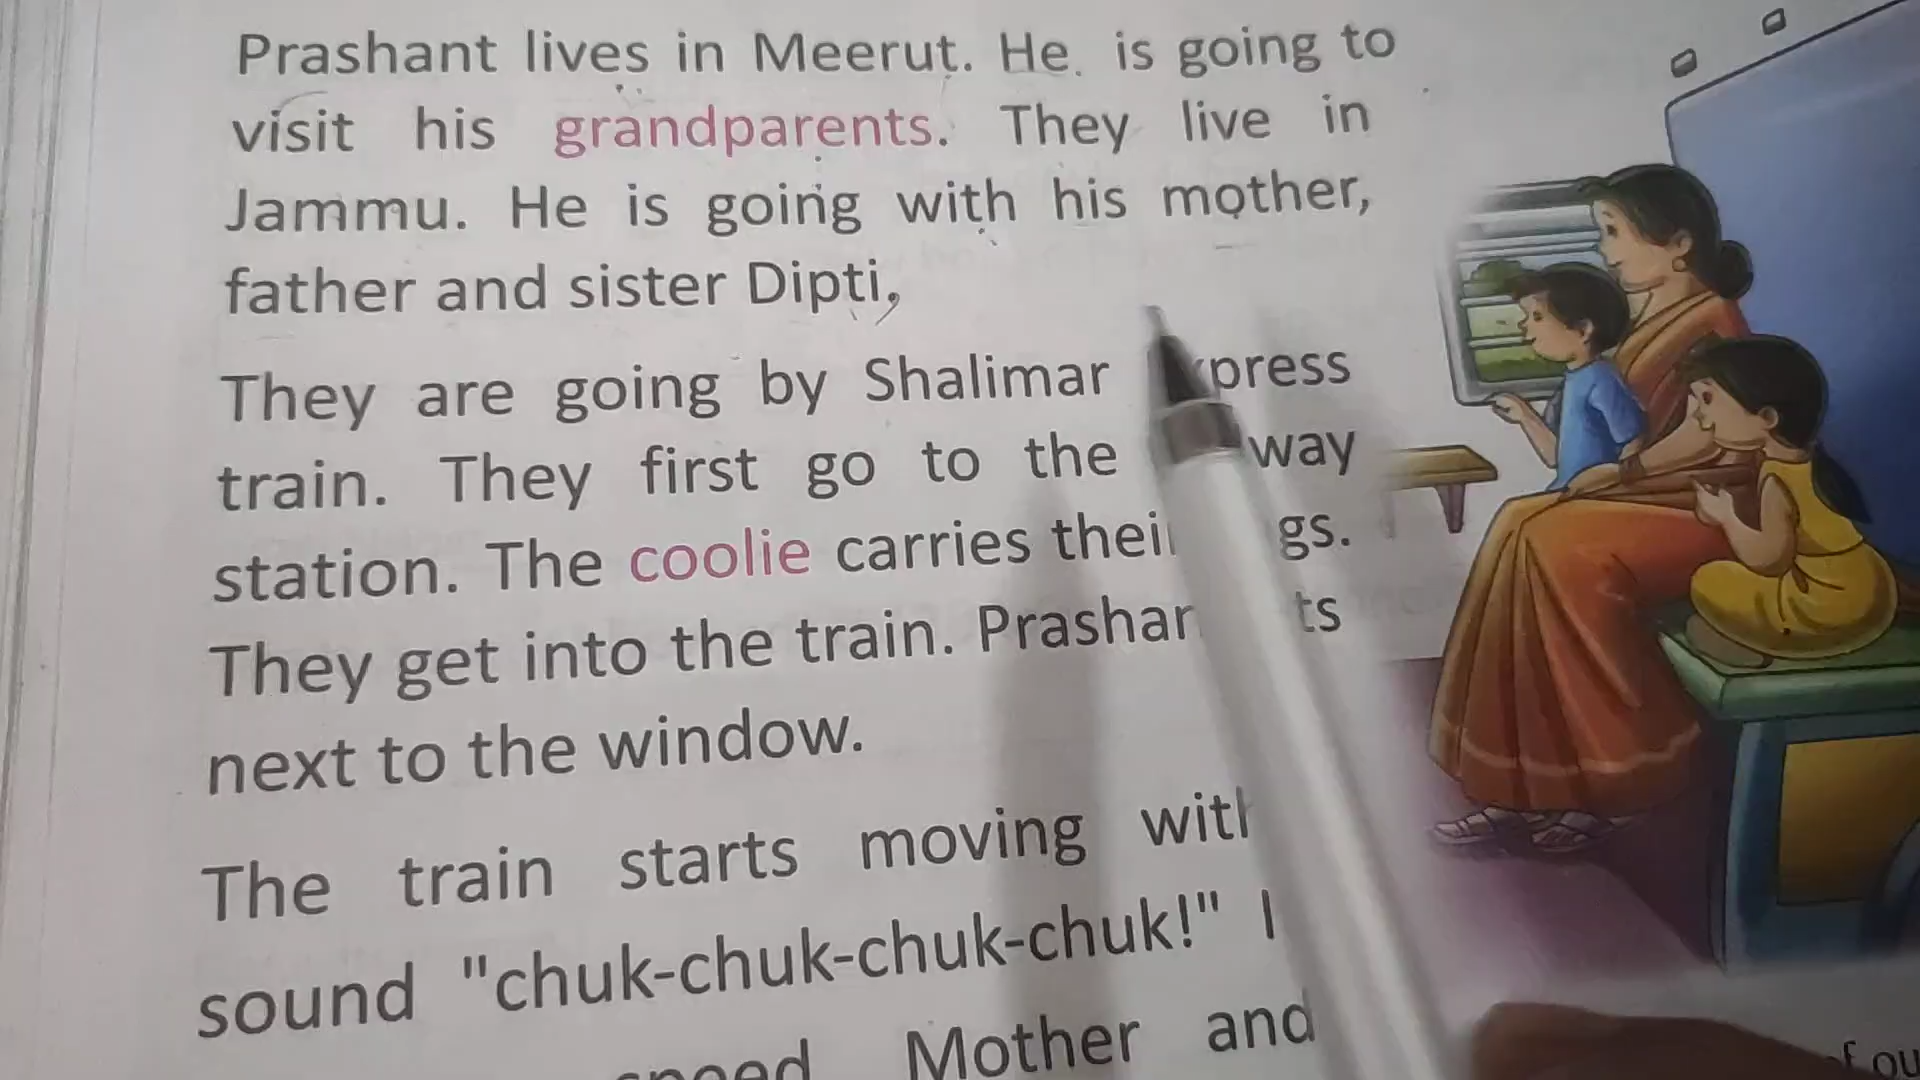 Prashant lives in Meerut. He is going to
visit his grandparents. They live in
Jammu. He is going with his mother,
father and sister Dipti,
They are going by Shalimar
train. They first go to the
station. The coolie carries
They get into the train.
next to the window.
The train starts moving
sound "chuk-chuk-chuk-chuk!"
Mother and